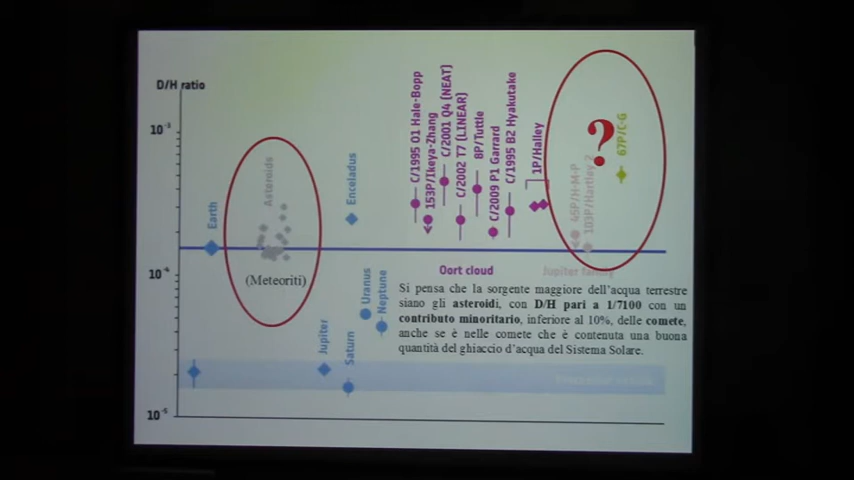 D/H ratio
10-3
10-4
10-5
Earth
Asteroids
(Meteoriti)
Enceladus
Jupiter
Saturn
Uranus
Neptune
C/1995 O1 Hale-Bopp
153P/Ikeya-Zhang
C/2001 Q4 (NEAT)
C/2002 T7 (LINEAR)
8P/Tuttle
C/2009 P1 Garrard
C/1995 B2 Hyakutake
1P/Halley
45P/H-M-P
103P/Hartley 2
?
67P/C-G
Oort cloud
Jupiter family
Si pensa che la sorgente maggiore dell'acqua terrestre
siano gli asteroidi, con D/H pari a 1/7100 con un
contributo minoritario, inferiore al 10%, delle comete,
anche se è nelle comete che è contenuta una buona
quantità del ghiaccio d'acqua del Sistema Solare.